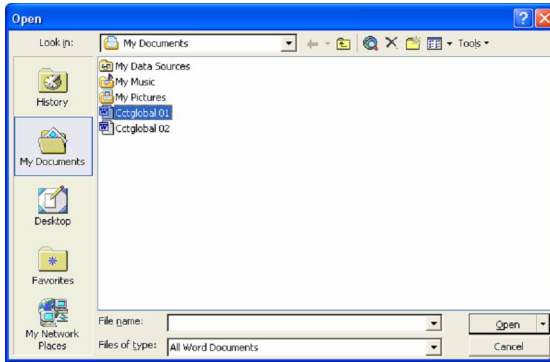 Open
Look in: My Documents Tools
My Data Sources
My Music
My Pictures
Cctglobal 01
Cctglobal 02
History
My Documents
Desktop
Favorites
My Network
Places
File name: Open
Files of type: All Word Documents Cancel